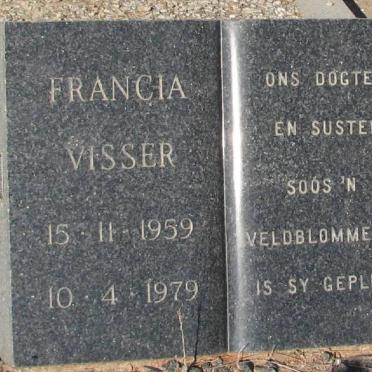 FRANCIA
VISSER
15 · 11 · 1959
10 · 4 · 1979
ONS DOGTE
EN SUSTE
SOOS 'N
VELDBLOMME
IS SY GEPL